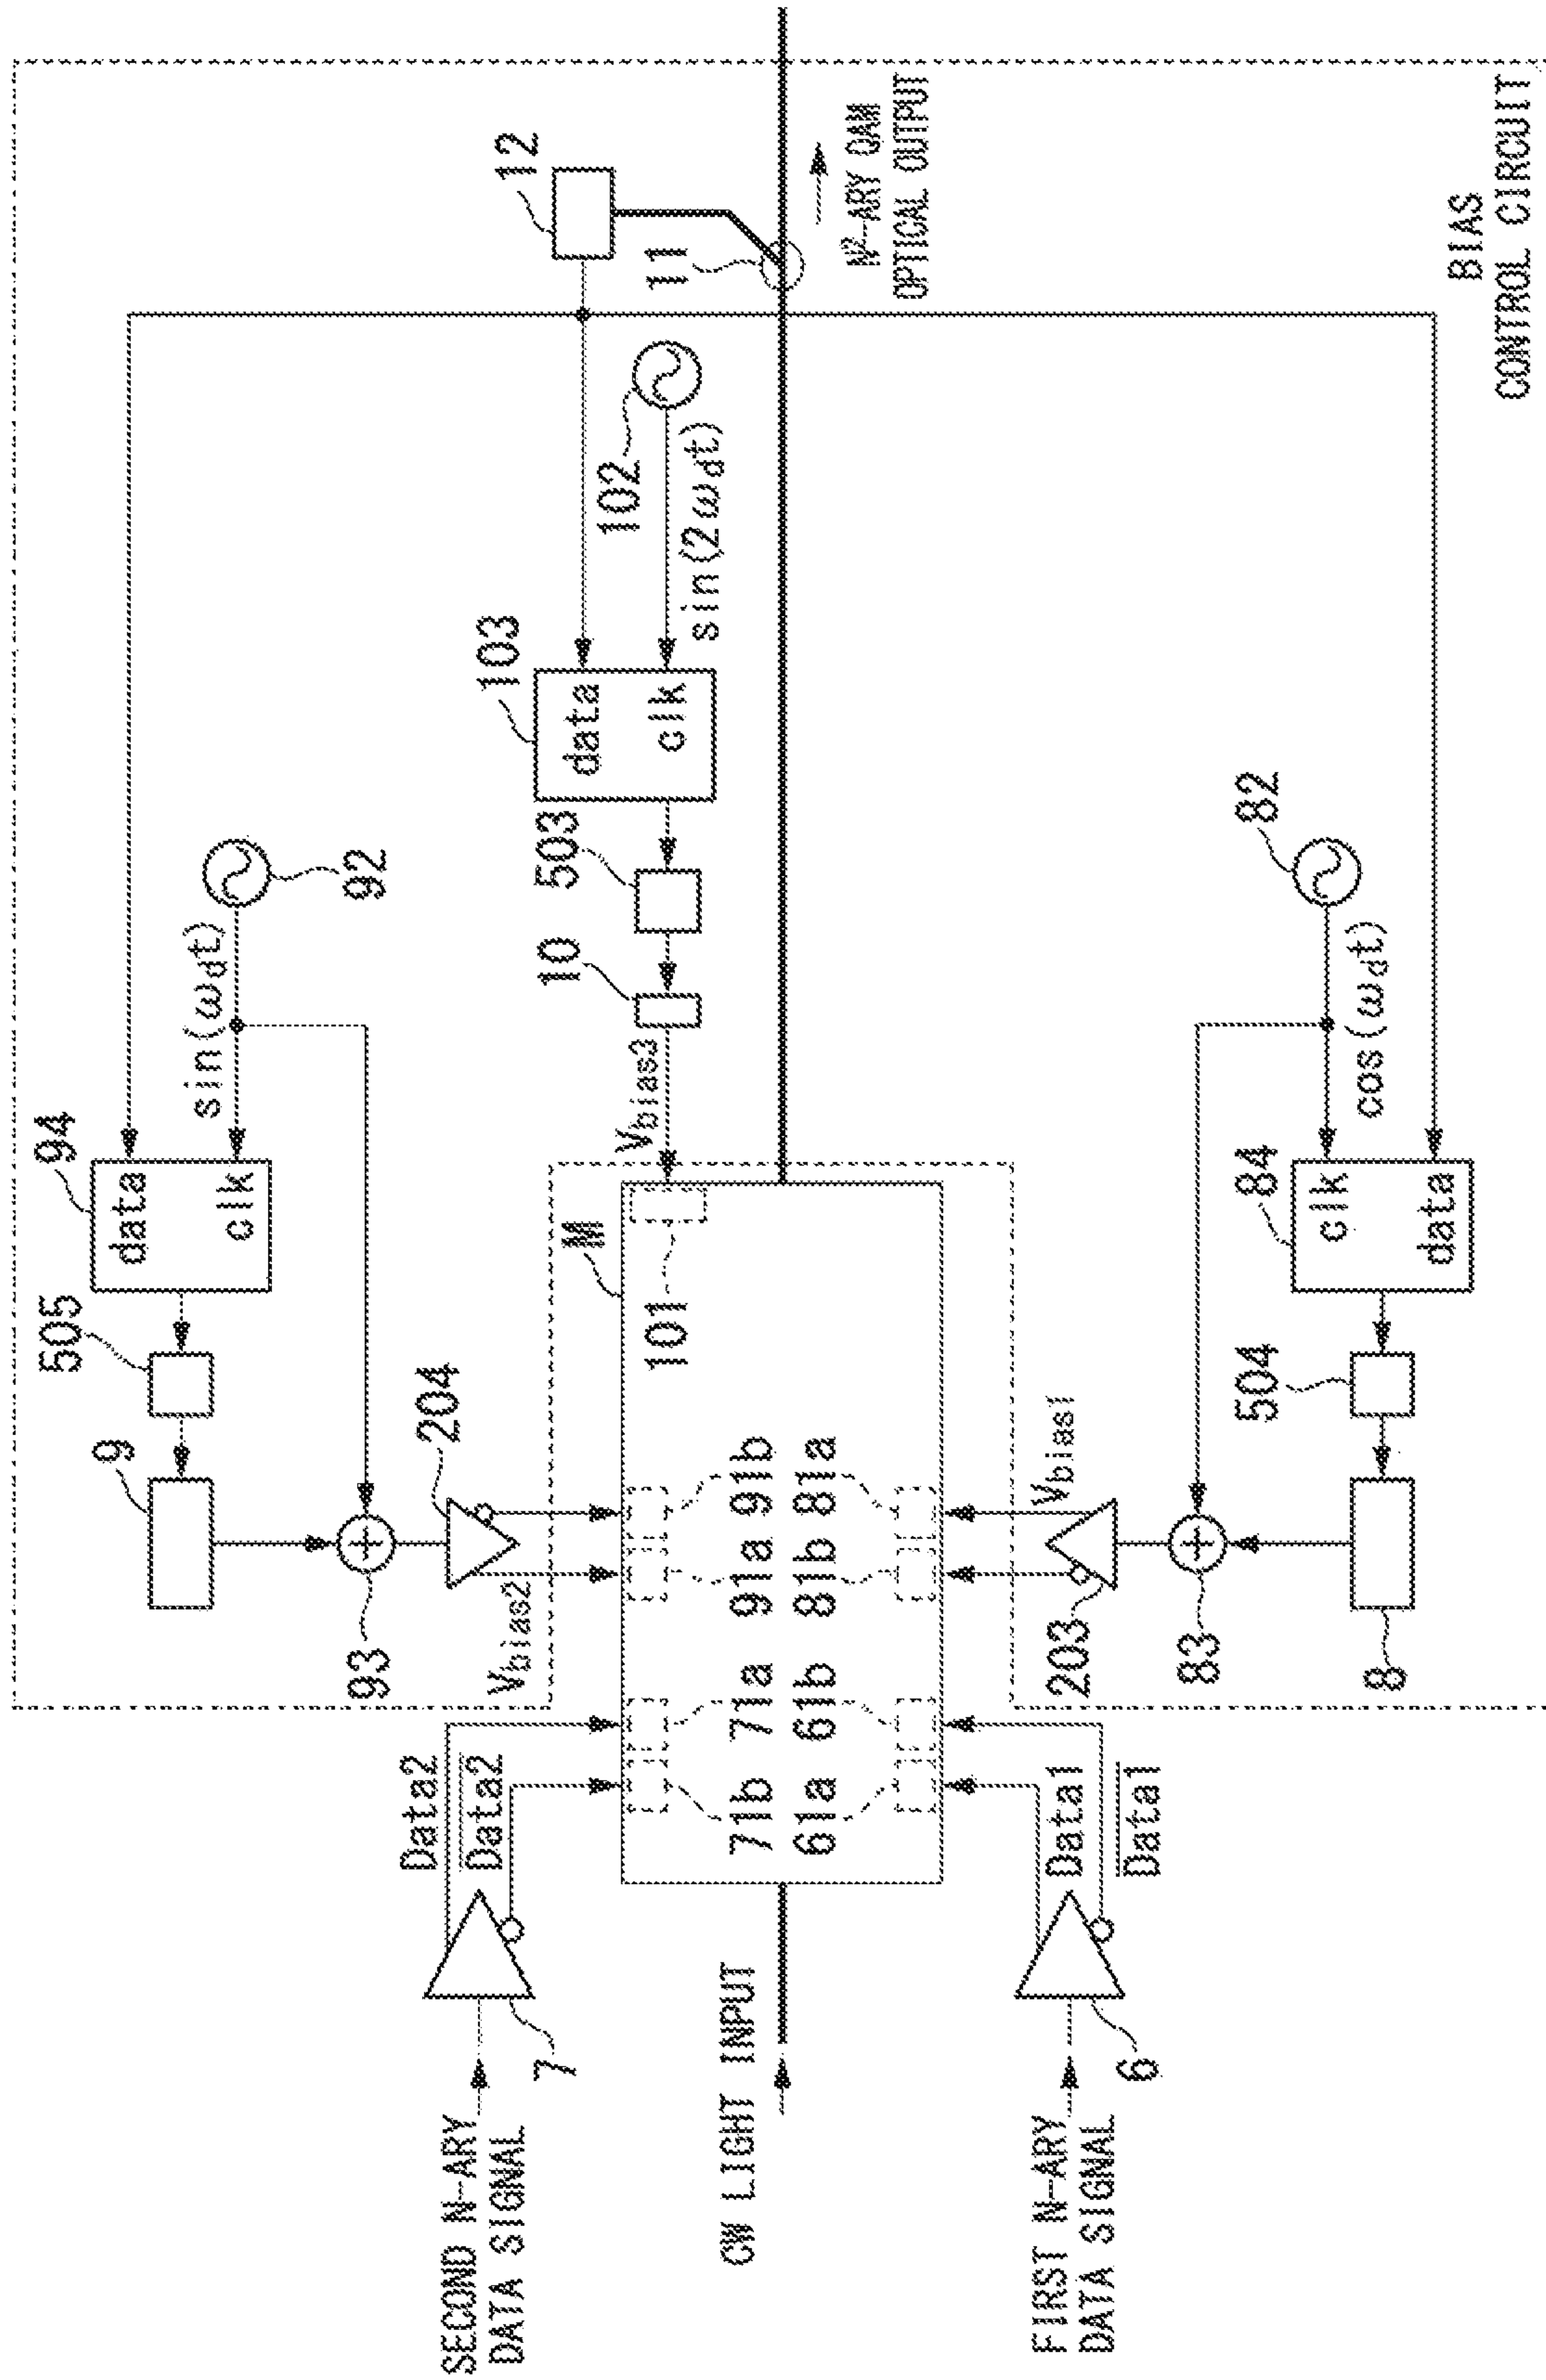 94
data
clk
505
9
sin(ωdt)
92
93
204
Vbias2
12
103
data
clk
102
sin(2ωdt)
503
10
Vbias3
11
N²-ARY QAM
OPTICAL OUTPUT
M
101
91b
91a
71a
71b
81a
81b
61b
61a
SECOND N-ARY
DATA SIGNAL
7
Data2
Data2
CW LIGHT INPUT
FIRST N-ARY
DATA SIGNAL
6
Data1
Data1
Vbias1
203
83
8
504
84
clk
data
cos(ωdt)
82
BIAS
CONTROL CIRCUIT